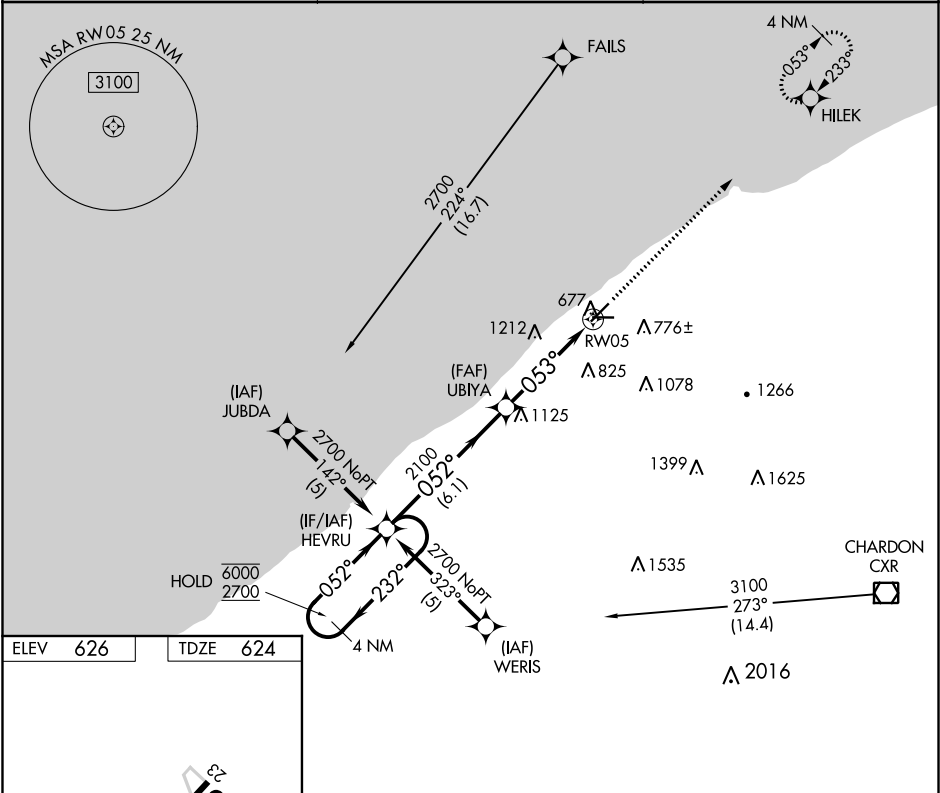 MSA RW05 25 NM
3100
FAILS
4 NM
053°
233°
HILEK
2700
224°
(16.7)
677
RW05
1212
776±
825
1078
1266
(FAF)
UBIYA
053°
1125
1399
1625
(IAF)
JUBDA
2700 NoPT
142°
(5)
2100
052°
(6.1)
(IF/IAF)
HEVRU
HOLD
6000
2700
052°
232°
4 NM
2700 NoPT
323°
(5)
(IAF)
WERIS
1535
CHARDON
CXR
3100
273°
(14.4)
2016
ELEV 626
TDZE 624
23